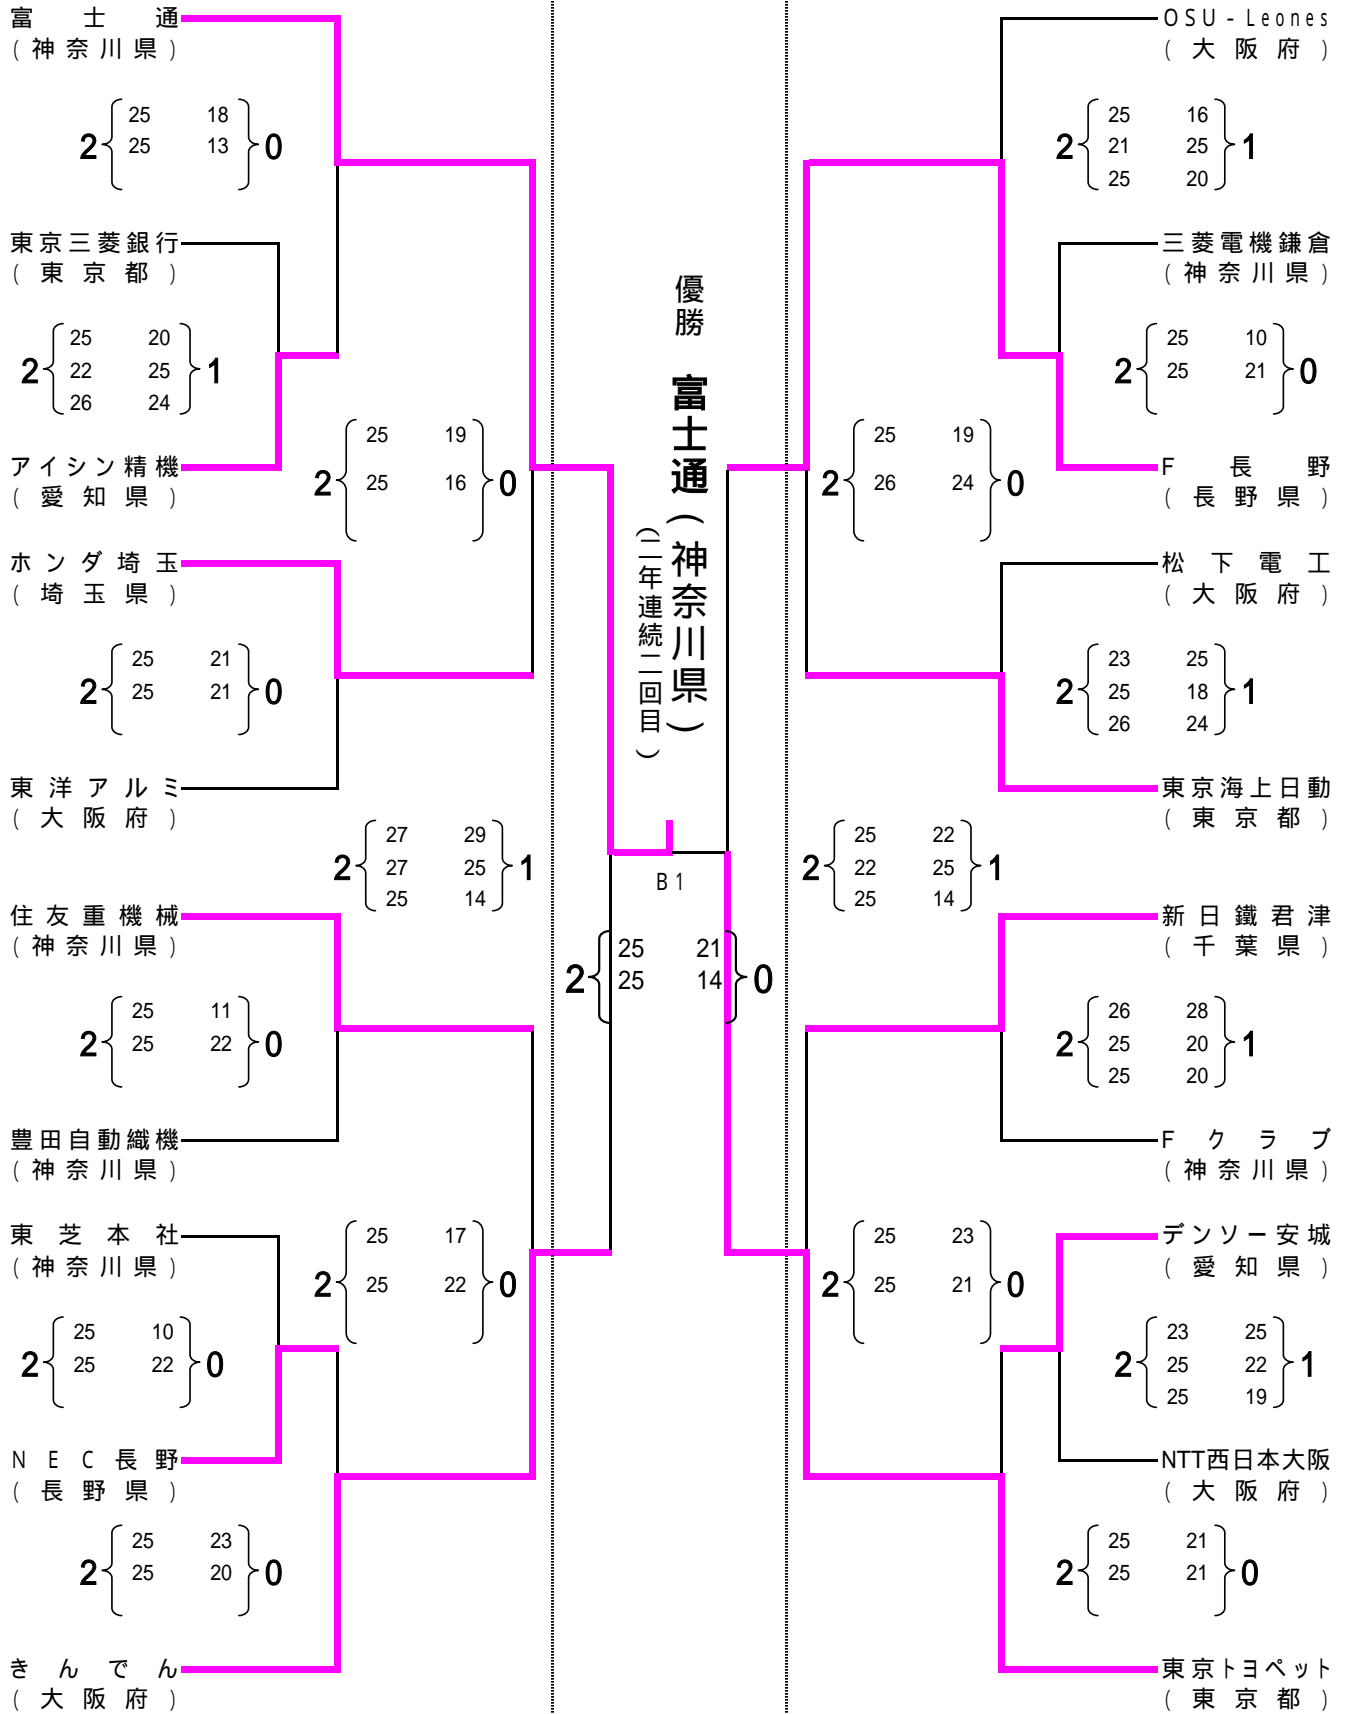 富士通
(神奈川県)
2 25 18 0
25 13
東京三菱銀行
(東京都)
2 25 20 1
22 25
26 24
アイシン精機
(愛知県)
2 25 19 0
25 16
ホンダ埼玉
(埼玉県)
2 25 21 0
25 21
東洋アルミ
(大阪府)
2 27 29 1
27 25
25 14
住友重機械
(神奈川県)
2 25 11 0
25 22
豊田自動織機
(神奈川県)
東芝本社
(神奈川県)
2 25 17 0
25 22
2 25 10 0
25 22
NEC長野
(長野県)
2 25 23 0
25 20
きんでん
(大阪府)
優勝 富士通(神奈川県)
(二年連続二回目)
B1
2 25 21 0
25 14
OSU-Leones
(大阪府)
2 25 16 1
21 25
25 20
三菱電機鎌倉
(神奈川県)
2 25 10 0
25 21
F長野
(長野県)
2 25 19 0
26 24
松下電工
(大阪府)
2 23 25 1
25 18
26 24
東京海上日動
(東京都)
2 25 22 1
22 25
25 14
新日鐵君津
(千葉県)
2 26 28 1
25 20
25 20
Fクラブ
(神奈川県)
デンソー安城
(愛知県)
2 25 23 0
25 21
2 23 25 1
25 22
25 19
NTT西日本大阪
(大阪府)
2 25 21 0
25 21
東京トヨペット
(東京都)